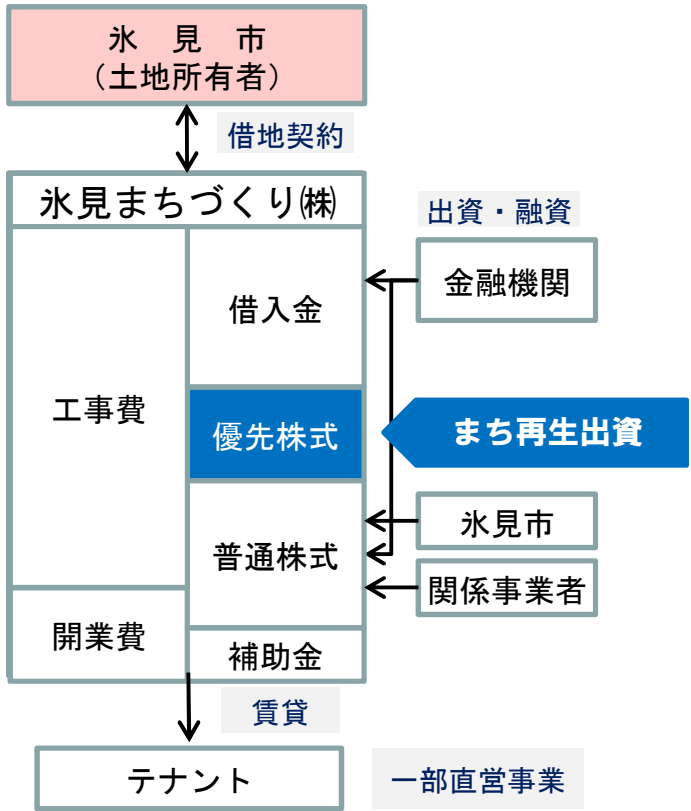 氷 見 市
（土地所有者）
借地契約
氷見まちづくり㈱
出資・融資
金融機関
借入金
工事費
優先株式
まち再生出資
氷見市
普通株式
関係事業者
開業費
補助金
賃貸
テナント
一部直営事業